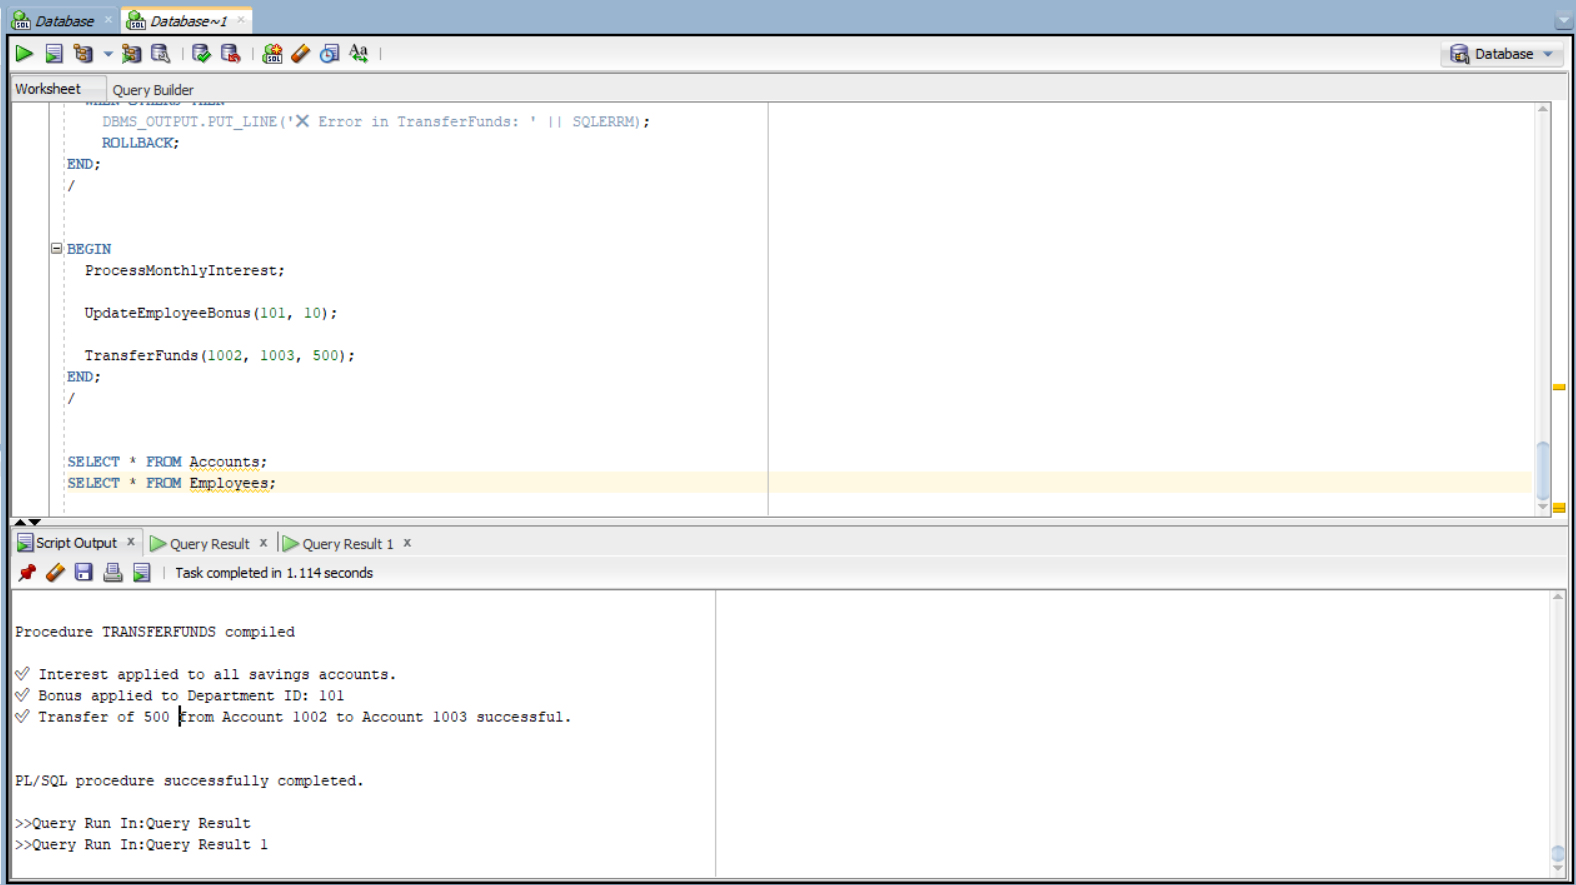 Database
Database~1
Database
Worksheet
Query Builder
WHEN OTHERS THEN
DBMS_OUTPUT.PUT_LINE('❌ Error in TransferFunds: ' || SQLERRM);
ROLLBACK;
END;
/
BEGIN
ProcessMonthlyInterest;
UpdateEmployeeBonus(101, 10);
TransferFunds(1002, 1003, 500);
END;
/
SELECT * FROM Accounts;
SELECT * FROM Employees;
Script Output x
Query Result x
Query Result 1 x
Task completed in 1.114 seconds
Procedure TRANSFERFUNDS compiled
✅ Interest applied to all savings accounts.
✅ Bonus applied to Department ID: 101
✅ Transfer of 500 from Account 1002 to Account 1003 successful.
PL/SQL procedure successfully completed.
>>Query Run In:Query Result
>>Query Run In:Query Result 1